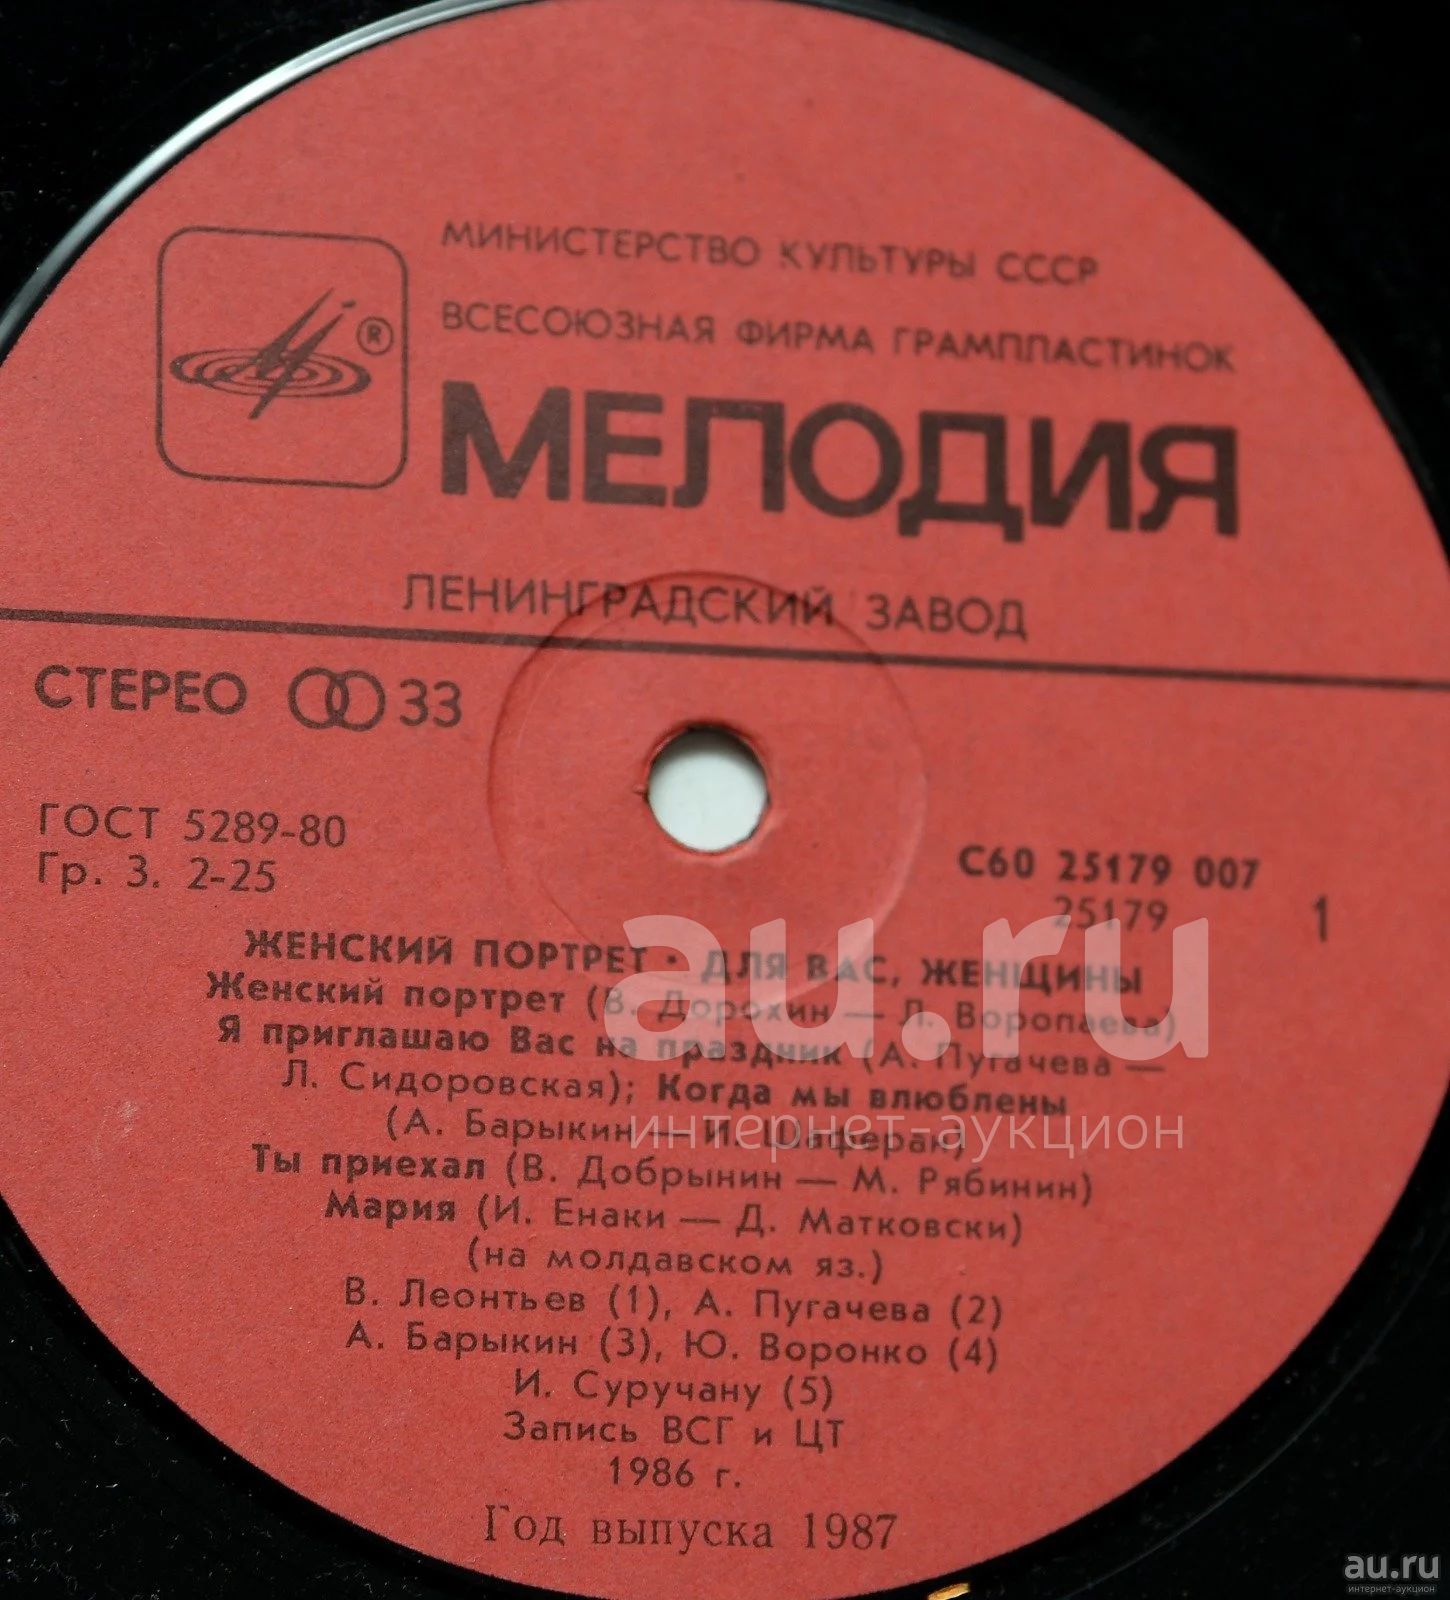 МИНИСТЕРСТВО КУЛЬТУРЫ СССР
ВСЕСОЮЗНАЯ ФИРМА ГРАМПЛАСТИНОК
®
МЕЛОДИЯ
ЛЕНИНГРАДСКИЙ ЗАВОД
СТЕРЕО 33
ГОСТ 5289-80
Гр. 3. 2-25
С60 25179 007
25179 1
ЖЕНСКИЙ ПОРТРЕТ • ДЛЯ ВАС, ЖЕНЩИНЫ
Женский портрет (В. Дорохин — Л. Воропаева)
Я приглашаю Вас на праздник (А. Пугачева —
Л. Сидоровская); Когда мы влюблены
(А. Барыкин — И. Шаферан)
Ты приехал (В. Добрынин — М. Рябинин)
Мария (И. Енаки — Д. Матковски)
(на молдавском яз.)
В. Леонтьев (1), А. Пугачева (2)
А. Барыкин (3), Ю. Воронко (4)
И. Суручану (5)
Запись ВСГ и ЦТ
1986 г.
Год выпуска 1987
au.ru
интернет-аукцион
au.ru
интернет-аукцион